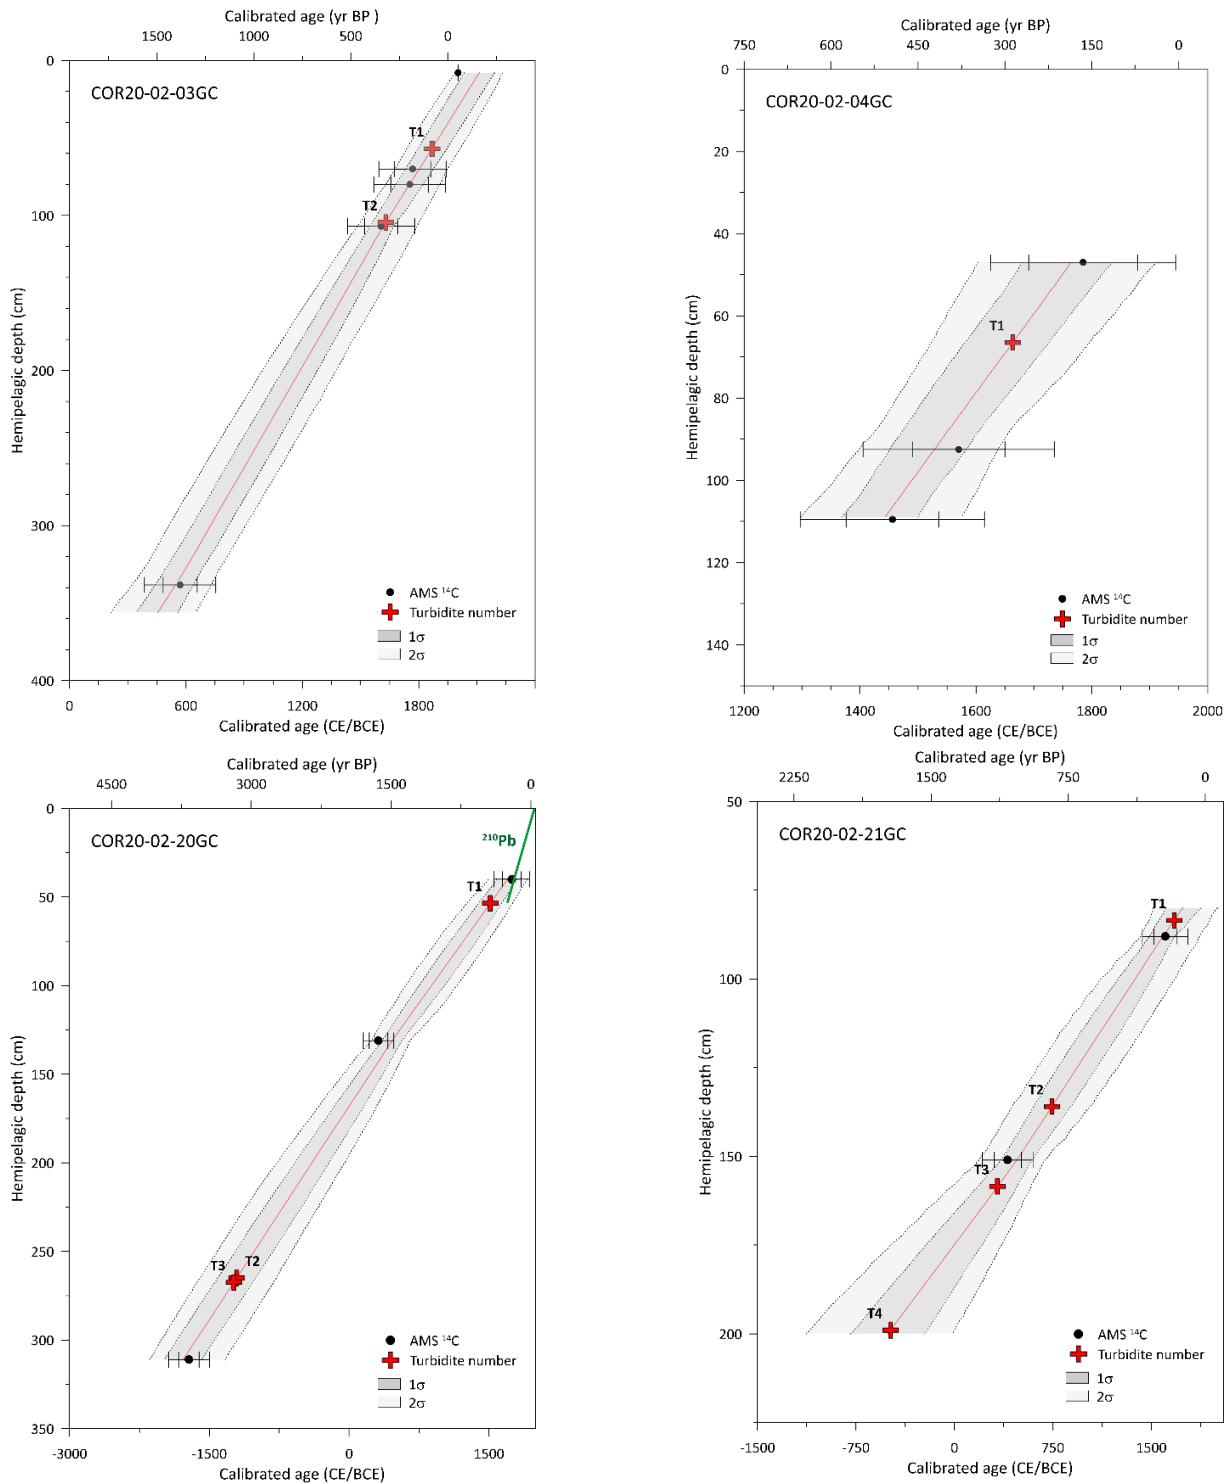 Calibrated age (yr BP )
1500 1000 500 0
COR20-02-03GC
T1
T2
Hemipelagic depth (cm)
0
100
200
300
400
AMS ¹⁴C
Turbidite number
1σ
2σ
0 600 1200 1800
Calibrated age (CE/BCE)
Calibrated age (yr BP)
750 600 450 300 150 0
COR20-02-04GC
T1
Hemipelagic depth (cm)
0
20
40
60
80
100
120
140
AMS ¹⁴C
Turbidite number
1σ
2σ
1200 1400 1600 1800 2000
Calibrated age (CE/BCE)
Calibrated age (yr BP)
4500 3000 1500 0
COR20-02-20GC
²¹⁰Pb
T1
T3 T2
Hemipelagic depth (cm)
0
50
100
150
200
250
300
350
AMS ¹⁴C
Turbidite number
1σ
2σ
-3000 -1500 0 1500
Calibrated age (CE/BCE)
Calibrated age (yr BP)
2250 1500 750 0
COR20-02-21GC
T1
T2
T3
T4
Hemipelagic depth (cm)
50
100
150
200
AMS ¹⁴C
Turbidite number
1σ
2σ
-1500 -750 0 750 1500
Calibrated age (CE/BCE)